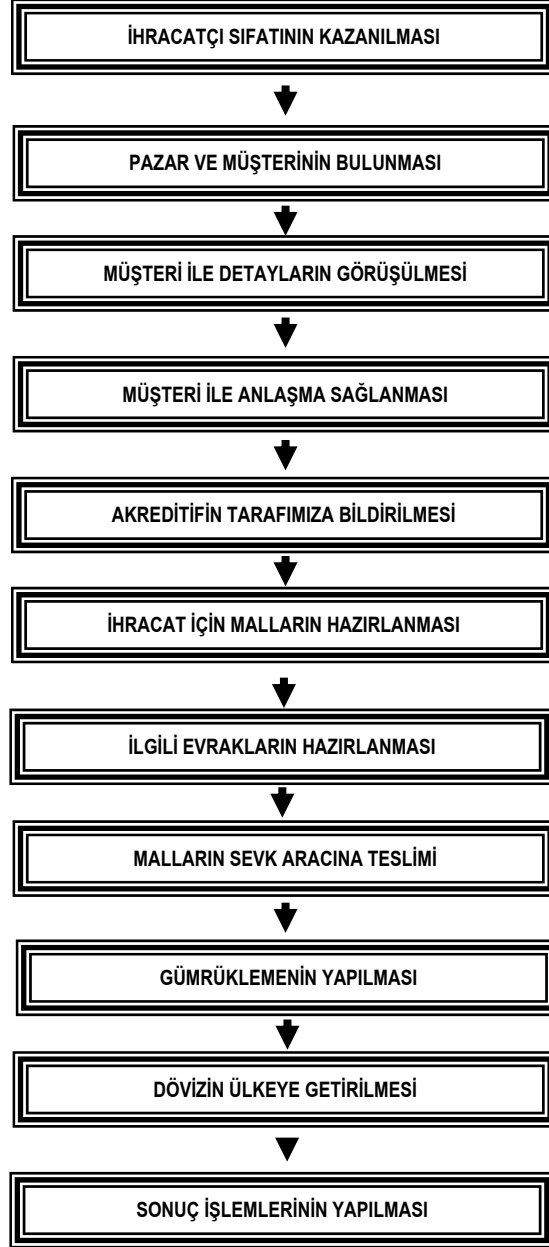 İHRACATÇI SIFATININ KAZANILMASI
PAZAR VE MÜŞTERİNİN BULUNMASI
MÜŞTERİ İLE DETAYLARIN GÖRÜŞÜLMESİ
MÜŞTERİ İLE ANLAŞMA SAĞLANMASI
AKREDİTİFİN TARAFIMIZA BİLDİRİLMESİ
İHRACAT İÇİN MALLARIN HAZIRLANMASI
İLGİLİ EVRAKLARIN HAZIRLANMASI
MALLARIN SEVK ARACINA TESLİMİ
GÜMRÜKLEMENİN YAPILMASI
DÖVİZİN ÜLKEYE GETİRİLMESİ
SONUÇ İŞLEMLERİNİN YAPILMASI